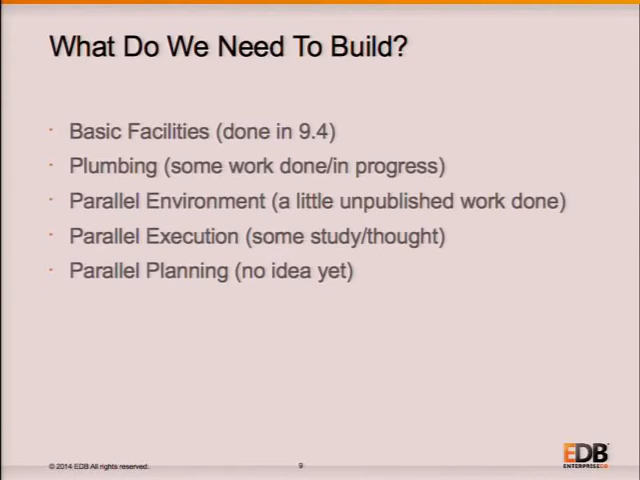 What Do We Need To Build?
· Basic Facilities (done in 9.4)
· Plumbing (some work done/in progress)
· Parallel Environment (a little unpublished work done)
· Parallel Execution (some study/thought)
· Parallel Planning (no idea yet)
© 2014 EDB All rights reserved.
9
EDB
ENTERPRISEDB